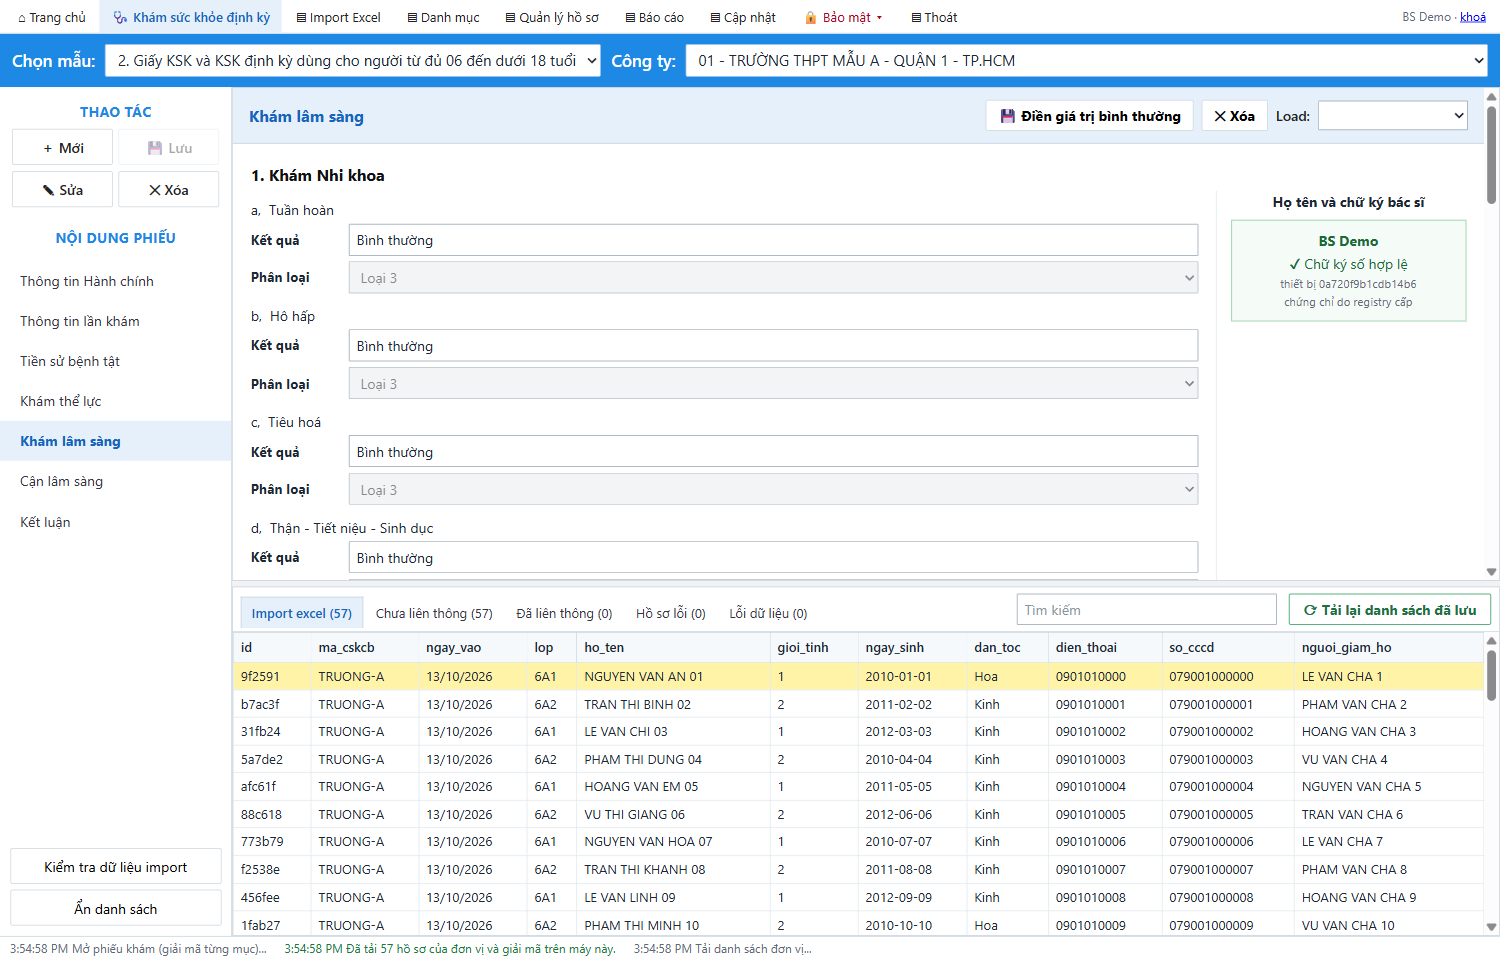 Trang chủ Khám sức khỏe định kỳ Import Excel Danh mục Quản lý hồ sơ Báo cáo Cập nhật Bảo mật Thoát BS Demo · khoá
Chọn mẫu: 2. Giấy KSK và KSK định kỳ dùng cho người từ đủ 06 đến dưới 18 tuổi Công ty: 01 - TRƯỜNG THPT MẪU A - QUẬN 1 - TP.HCM
THAO TÁC
+ Mới Lưu
Sửa Xóa
NỘI DUNG PHIẾU
Thông tin Hành chính
Thông tin lần khám
Tiền sử bệnh tật
Khám thể lực
Khám lâm sàng
Cận lâm sàng
Kết luận
Kiểm tra dữ liệu import
Ẩn danh sách
Khám lâm sàng Điền giá trị bình thường Xóa Load:
1. Khám Nhi khoa
a, Tuần hoàn
Kết quả Bình thường
Phân loại Loại 3
b, Hô hấp
Kết quả Bình thường
Phân loại Loại 3
c, Tiêu hoá
Kết quả Bình thường
Phân loại Loại 3
d, Thận - Tiết niệu - Sinh dục
Kết quả Bình thường
Họ tên và chữ ký bác sĩ
BS Demo
✓ Chữ ký số hợp lệ
thiết bị 0a720f9b1cdb14b6
chứng chỉ do registry cấp
Import excel (57) Chưa liên thông (57) Đã liên thông (0) Hồ sơ lỗi (0) Lỗi dữ liệu (0) Tìm kiếm Tải lại danh sách đã lưu
id ma_cskcb ngay_vao lop ho_ten gioi_tinh ngay_sinh dan_toc dien_thoai so_cccd nguoi_giam_ho
9f2591 TRUONG-A 13/10/2026 6A1 NGUYEN VAN AN 01 1 2010-01-01 Hoa 0901010000 079001000000 LE VAN CHA 1
b7ac3f TRUONG-A 13/10/2026 6A2 TRAN THI BINH 02 2 2011-02-02 Kinh 0901010001 079001000001 PHAM VAN CHA 2
31fb24 TRUONG-A 13/10/2026 6A1 LE VAN CHI 03 1 2012-03-03 Kinh 0901010002 079001000002 HOANG VAN CHA 3
5a7de2 TRUONG-A 13/10/2026 6A2 PHAM THI DUNG 04 2 2010-04-04 Kinh 0901010003 079001000003 VU VAN CHA 4
afc61f TRUONG-A 13/10/2026 6A1 HOANG VAN EM 05 1 2011-05-05 Kinh 0901010004 079001000004 NGUYEN VAN CHA 5
88c618 TRUONG-A 13/10/2026 6A2 VU THI GIANG 06 2 2012-06-06 Kinh 0901010005 079001000005 TRAN VAN CHA 6
773b79 TRUONG-A 13/10/2026 6A1 NGUYEN VAN HOA 07 1 2010-07-07 Kinh 0901010006 079001000006 LE VAN CHA 7
f2538e TRUONG-A 13/10/2026 6A2 TRAN THI KHANH 08 2 2011-08-08 Kinh 0901010007 079001000007 PHAM VAN CHA 8
456fee TRUONG-A 13/10/2026 6A1 LE VAN LINH 09 1 2012-09-09 Kinh 0901010008 079001000008 HOANG VAN CHA 9
1fab27 TRUONG-A 13/10/2026 6A2 PHAM THI MINH 10 2 2010-10-10 Hoa 0901010009 079001000009 VU VAN CHA 10
3:54:58 PM Mở phiếu khám (giải mã từng mục)... 3:54:58 PM Đã tải 57 hồ sơ của đơn vị và giải mã trên máy này. 3:54:58 PM Tải danh sách đơn vị...